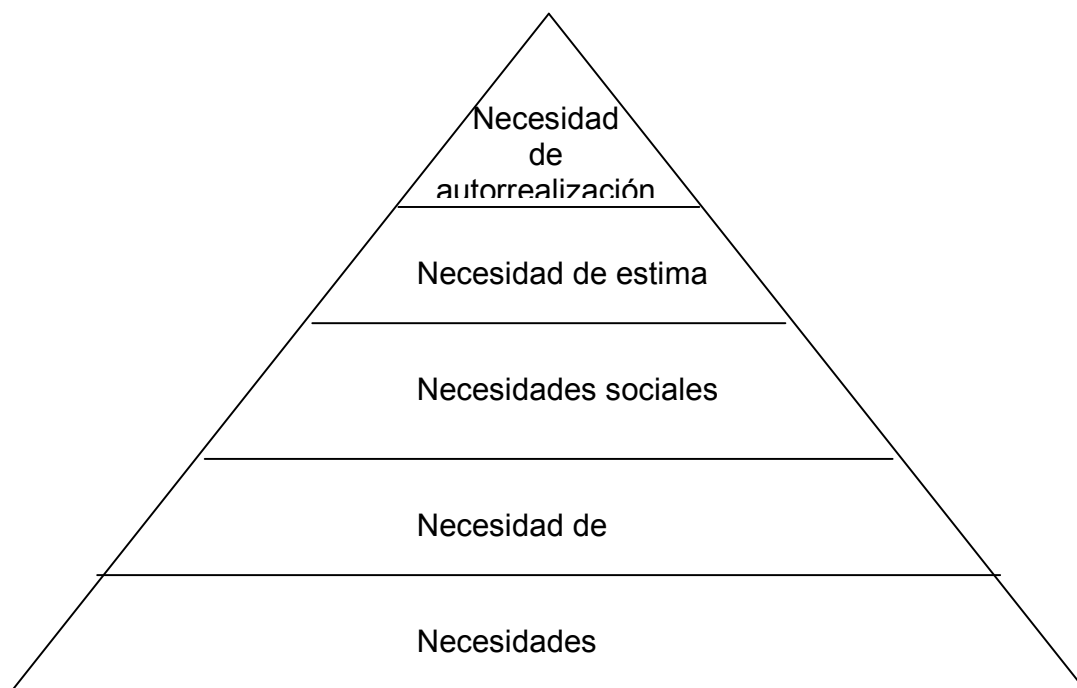 Necesidad
de
autorrealización
Necesidad de estima
Necesidades sociales
Necesidad de
Necesidades